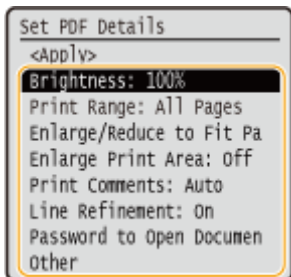 Set PDF Details
<Apply>
Brightness: 100%
Print Range: All Pages
Enlarge/Reduce to Fit Pa
Enlarge Print Area: Off
Print Comments: Auto
Line Refinement: On
Password to Open Documen
Other